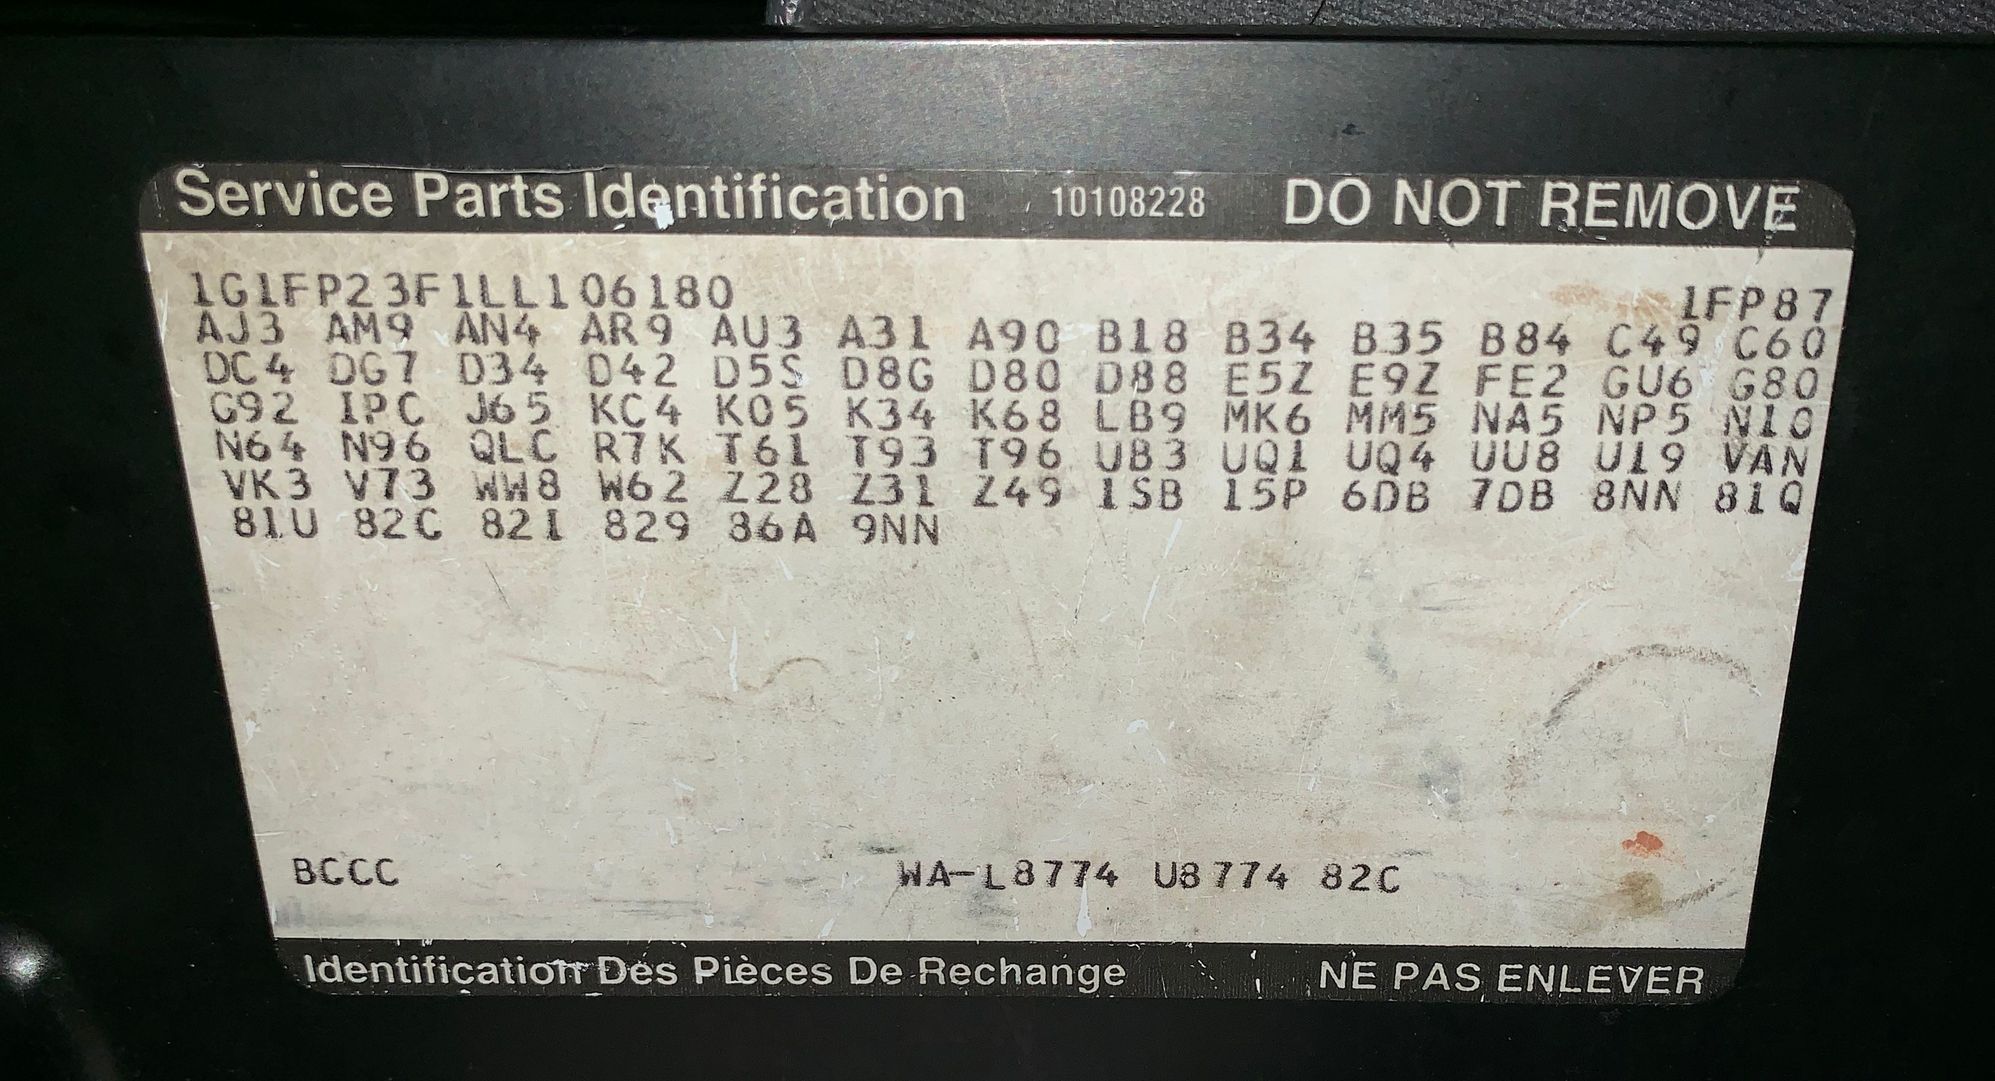 Service Parts Identification 10108228 DO NOT REMOVE
1G1FP23F1LL106180 1FP87
AJ3 AM9 AN4 AR9 AU3 A31 A90 B18 B34 B35 B84 C49 C60
DC4 DG7 D34 D42 D5S D8G D80 D88 E5Z E9Z FE2 GU6 G80
G92 IPC J65 KC4 K05 K34 K68 LB9 MK6 MM5 NA5 NP5 N10
N64 N96 QLC R7K T61 T93 T96 UB3 UQ1 UQ4 UU8 U19 VAN
VK3 V73 WW8 W62 Z28 Z31 Z49 1SB 15P 6DB 7DB 8NN 81Q
81U 82C 82I 829 86A 9NN
BCCC WA-L8774 U8774 82C
Identification Des Pièces De Rechange NE PAS ENLEVER